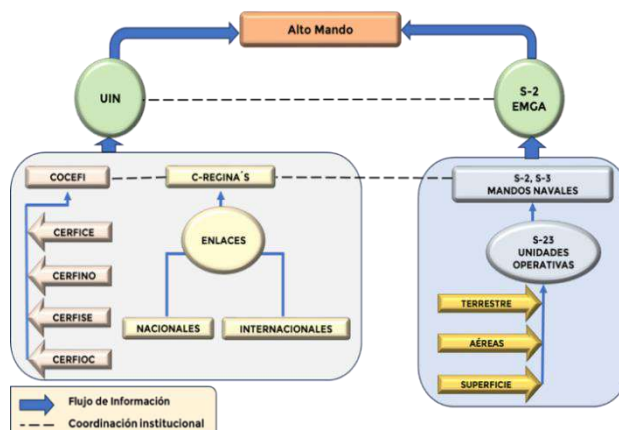 Alto Mando
UIN
S-2
EMGA
COCEFI
C-REGINA´S
S-2, S-3
MANDOS NAVALES
CERFICE
CERFINO
CERFISE
CERFIOC
ENLACES
NACIONALES
INTERNACIONALES
S-23
UNIDADES
OPERATIVAS
TERRESTRE
AÉREAS
SUPERFICIE
Flujo de Información
Coordinación institucional